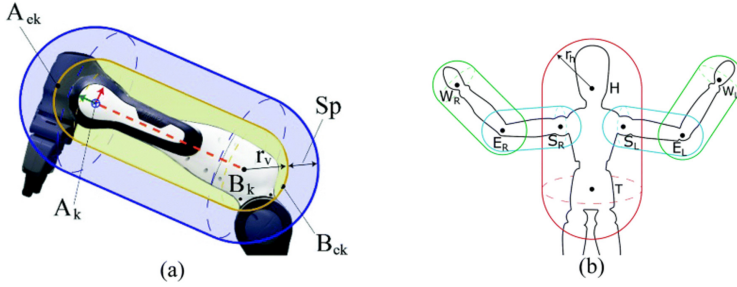 A_ck
Sp
r_v
B_k
A_k
B_ck
(a)
r_h
H
W_R
W_L
E_R
S_R
S_L
E_L
T
(b)